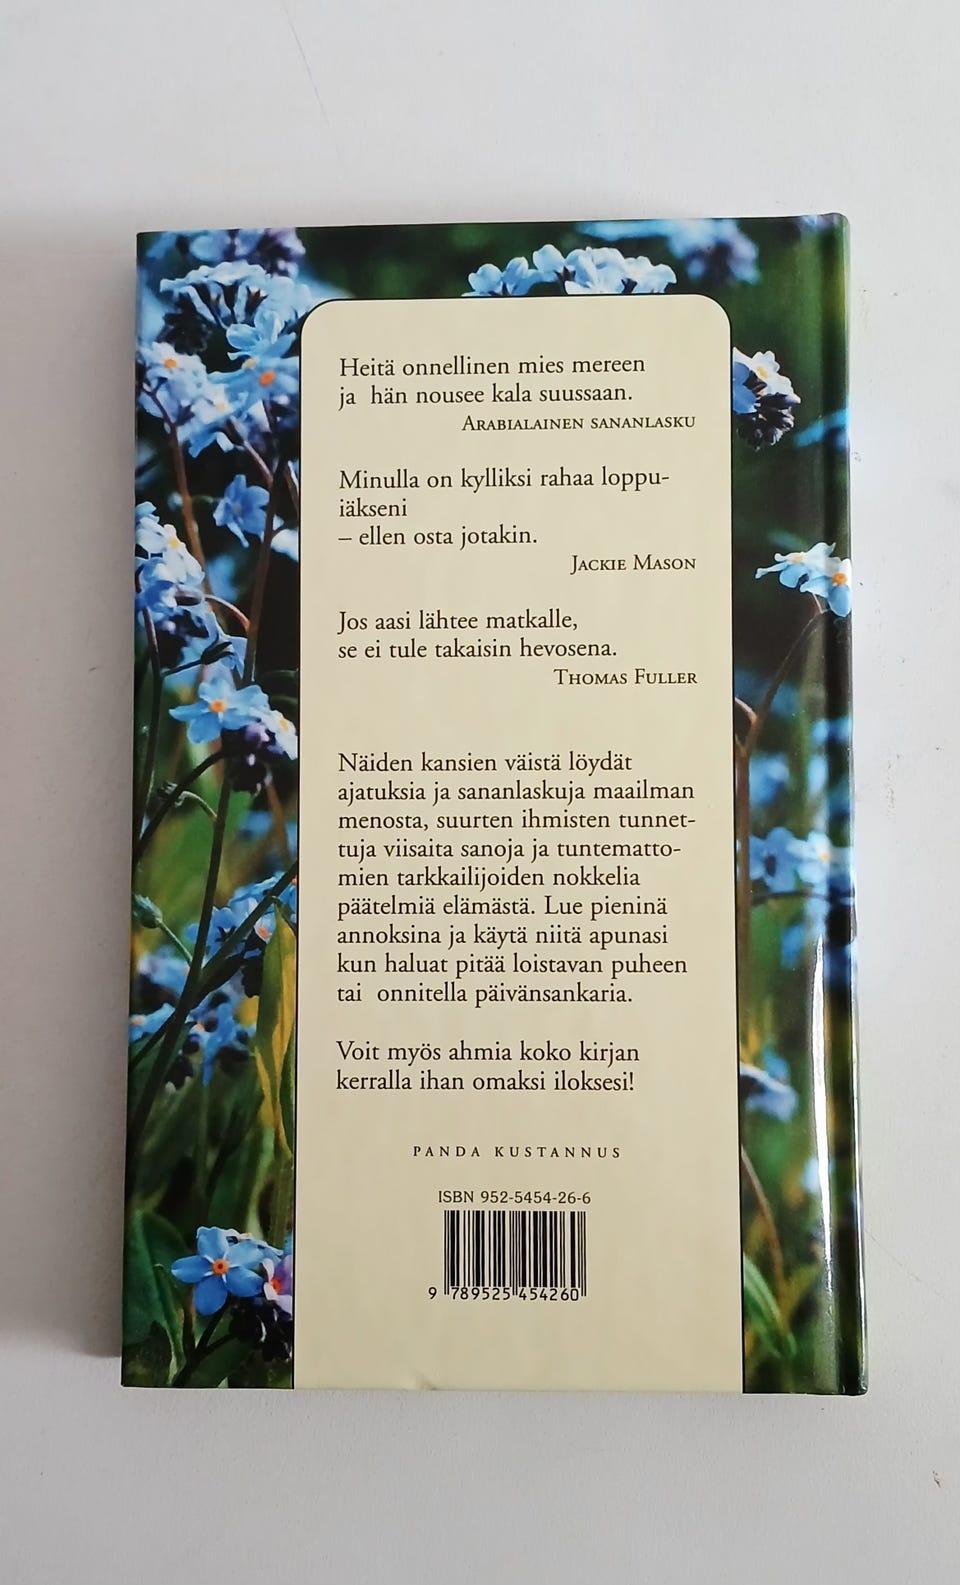 Heitä onnellinen mies mereen
ja hän nousee kala suussaan.
ARABIALAINEN SANANLASKU
Minulla on kylliksi rahaa loppu-
iäkseni
– ellen osta jotakin.
JACKIE MASON
Jos aasi lähtee matkalle,
se ei tule takaisin hevosena.
THOMAS FULLER
Näiden kansien väistä löydät
ajatuksia ja sananlaskuja maailman
menosta, suurten ihmisten tunnet-
tuja viisaita sanoja ja tuntematto-
mien tarkkailijoiden nokkelia
päätelmiä elämästä. Lue pieninä
annoksina ja käytä niitä apunasi
kun haluat pitää loistavan puheen
tai onnitella päivänsankaria.
Voit myös ahmia koko kirjan
kerralla ihan omaksi iloksesi!
PANDA KUSTANNUS
ISBN 952-5454-26-6
9 789525 454260